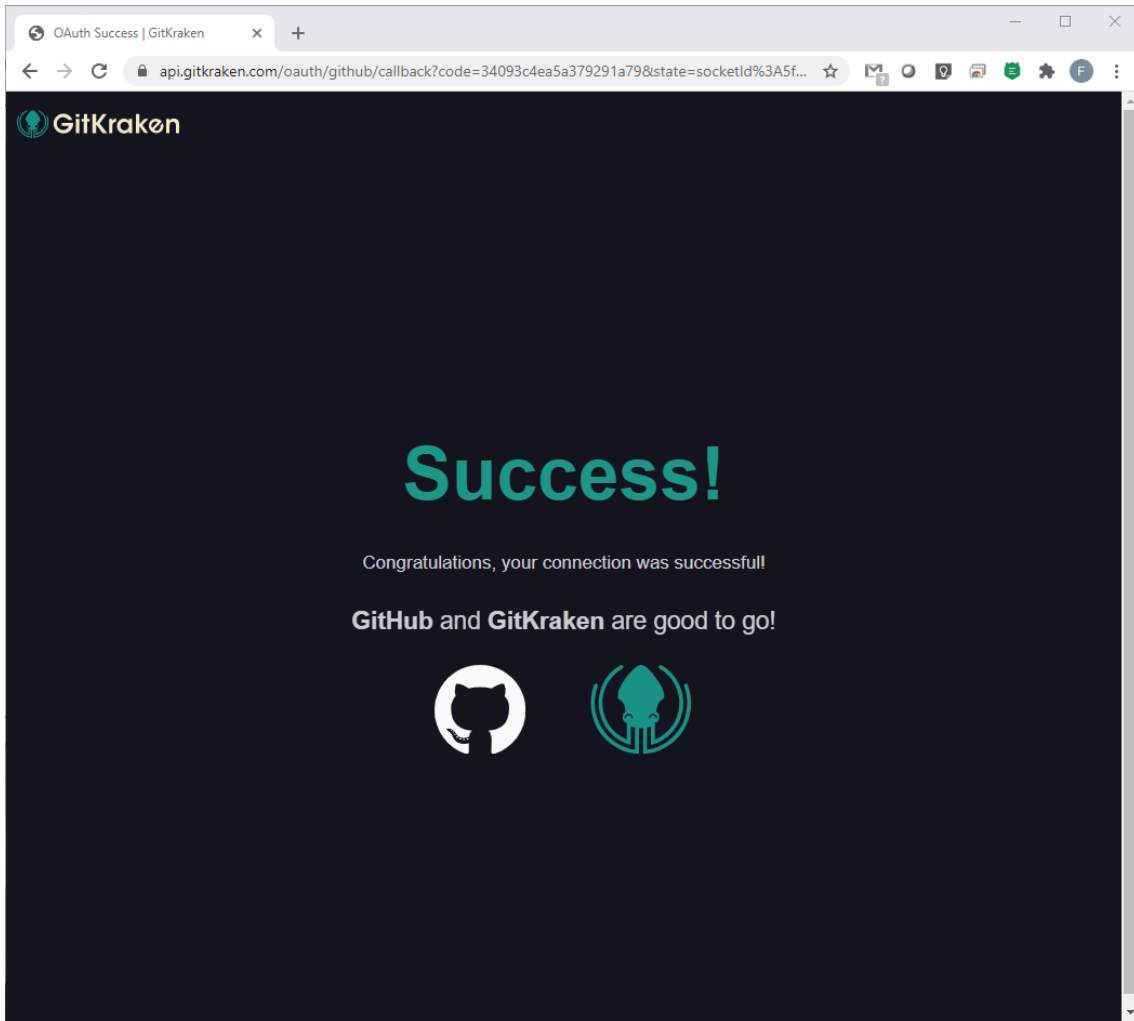 OAuth Success | GitKraken
api.gitkraken.com/oauth/github/callback?code=34093c4ea5a379291a79&state=socketId%3A5f...
F
?
GitKraken
Success!
Congratulations, your connection was successful!
GitHub and GitKraken are good to go!